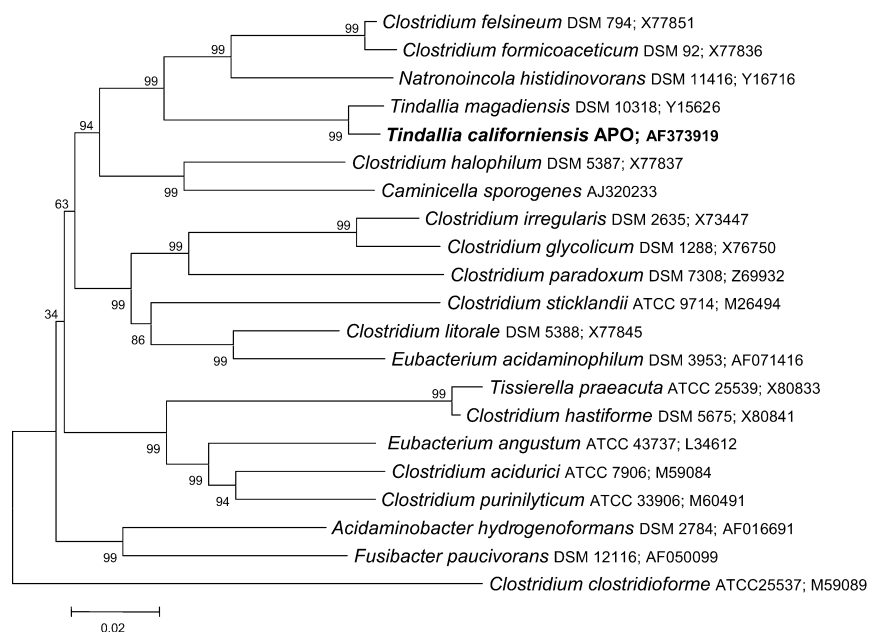 Clostridium felsineum DSM 794; X77851
99
Clostridium formicoaceticum DSM 92; X77836
99
Natronoincola histidinovorans DSM 11416; Y16716
99
Tindallia magadiensis DSM 10318; Y15626
94
Tindallia californiensis APO; AF373919
99
Clostridium halophilum DSM 5387; X77837
99
Caminicella sporogenes AJ320233
63
Clostridium irregularis DSM 2635; X73447
99
99
Clostridium glycolicum DSM 1288; X76750
Clostridium paradoxum DSM 7308; Z69932
99
Clostridium sticklandii ATCC 9714; M26494
34
86
Clostridium litorale DSM 5388; X77845
99
Eubacterium acidaminophilum DSM 3953; AF071416
Tissierella praeacuta ATCC 25539; X80833
99
Clostridium hastiforme DSM 5675; X80841
99
Eubacterium angustum ATCC 43737; L34612
99
Clostridium acidurici ATCC 7906; M59084
94
Clostridium purinilyticum ATCC 33906; M60491
Acidaminobacter hydrogenoformans DSM 2784; AF016691
99
Fusibacter paucivorans DSM 12116; AF050099
Clostridium clostridioforme ATCC25537; M59089
0.02